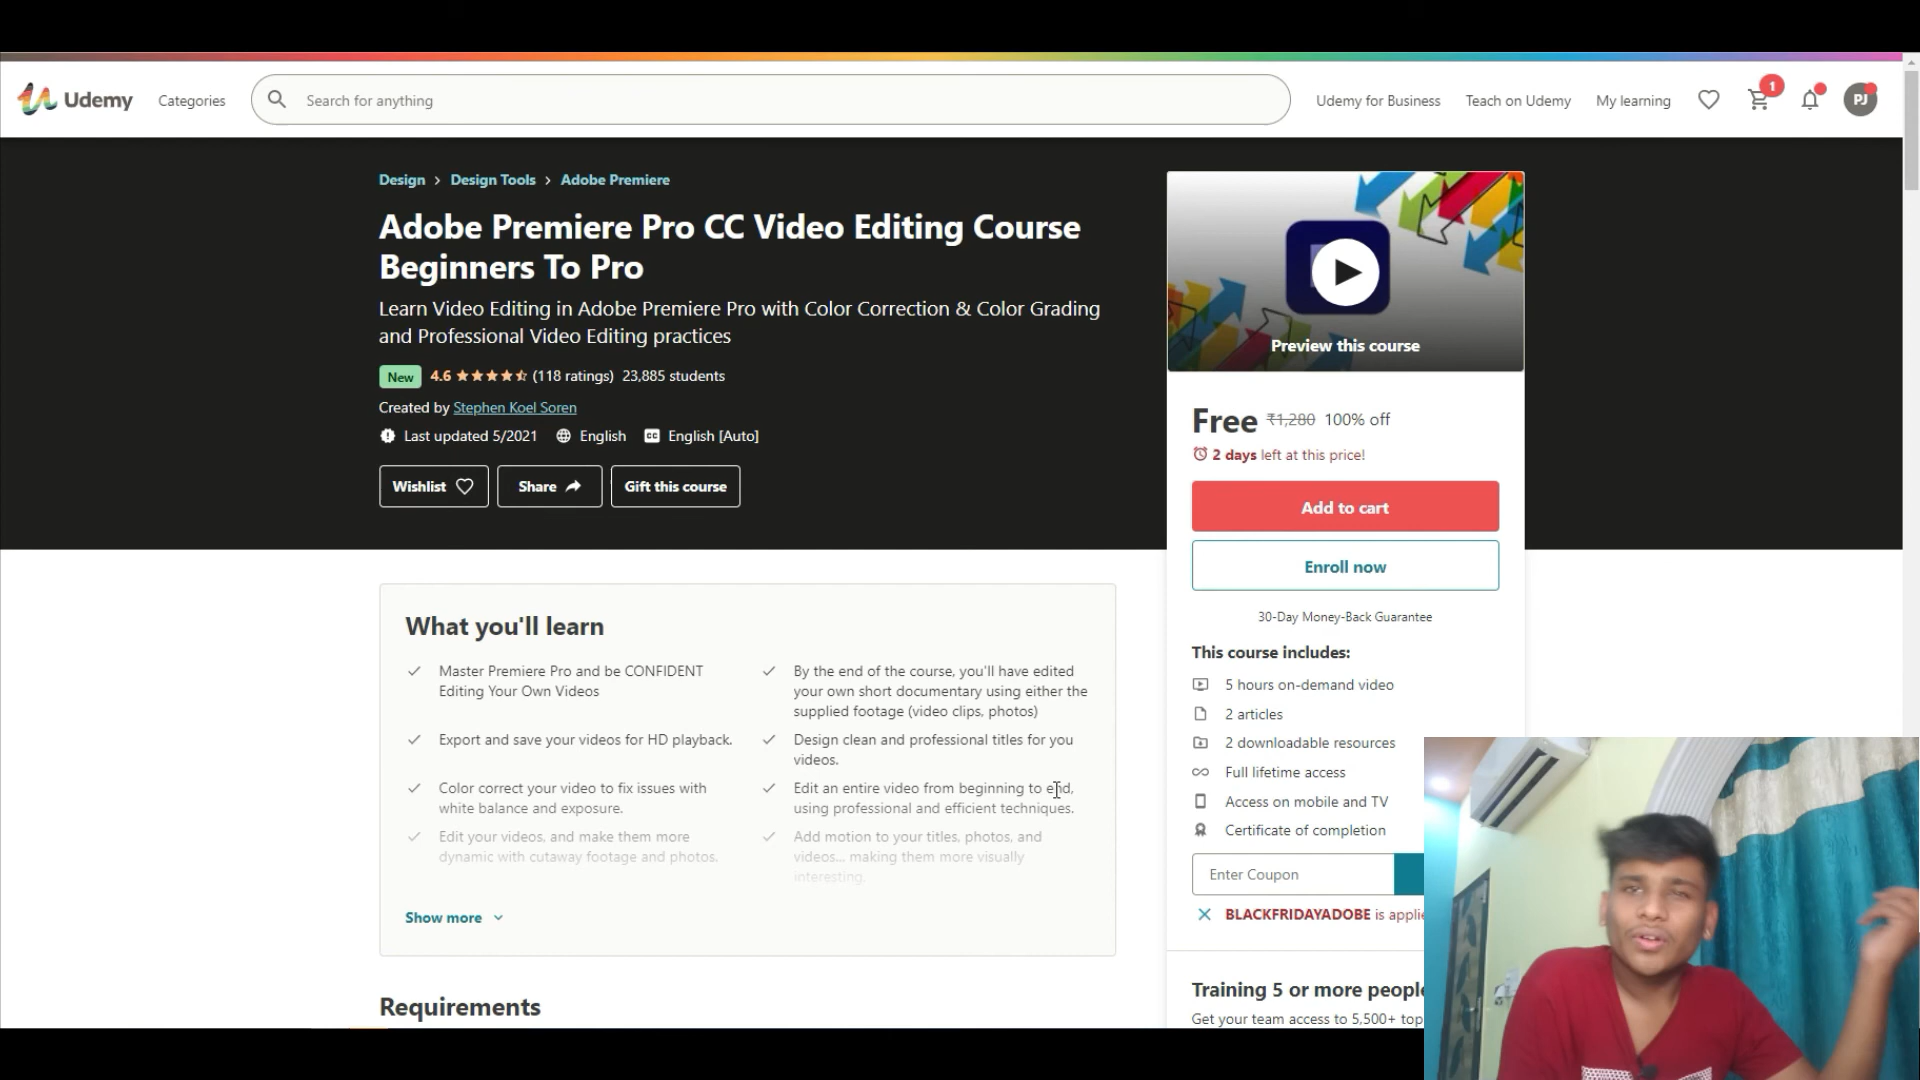 Udemy
Categories
Search for anything
Udemy for Business
Teach on Udemy
My learning
1
PJ
Design > Design Tools > Adobe Premiere
Adobe Premiere Pro CC Video Editing Course
Beginners To Pro
Learn Video Editing in Adobe Premiere Pro with Color Correction & Color Grading
and Professional Video Editing practices
New 4.6 (118 ratings) 23,885 students
Created by Stephen Koel Soren
Last updated 5/2021 English English [Auto]
Wishlist
Share
Gift this course
Preview this course
Free ₹1,280 100% off
2 days left at this price!
Add to cart
Enroll now
30-Day Money-Back Guarantee
This course includes:
5 hours on-demand video
2 articles
2 downloadable resources
Full lifetime access
Access on mobile and TV
Certificate of completion
Enter Coupon
BLACKFRIDAYADOBE is applie
Training 5 or more people
Get your team access to 5,500+ top
What you'll learn
Master Premiere Pro and be CONFIDENT
Editing Your Own Videos
Export and save your videos for HD playback.
Color correct your video to fix issues with
white balance and exposure.
Edit your videos, and make them more
dynamic with cutaway footage and photos.
By the end of the course, you'll have edited
your own short documentary using either the
supplied footage (video clips, photos)
Design clean and professional titles for you
videos.
Edit an entire video from beginning to end,
using professional and efficient techniques.
Add motion to your titles, photos, and
videos... making them more visually
interesting.
Show more
Requirements